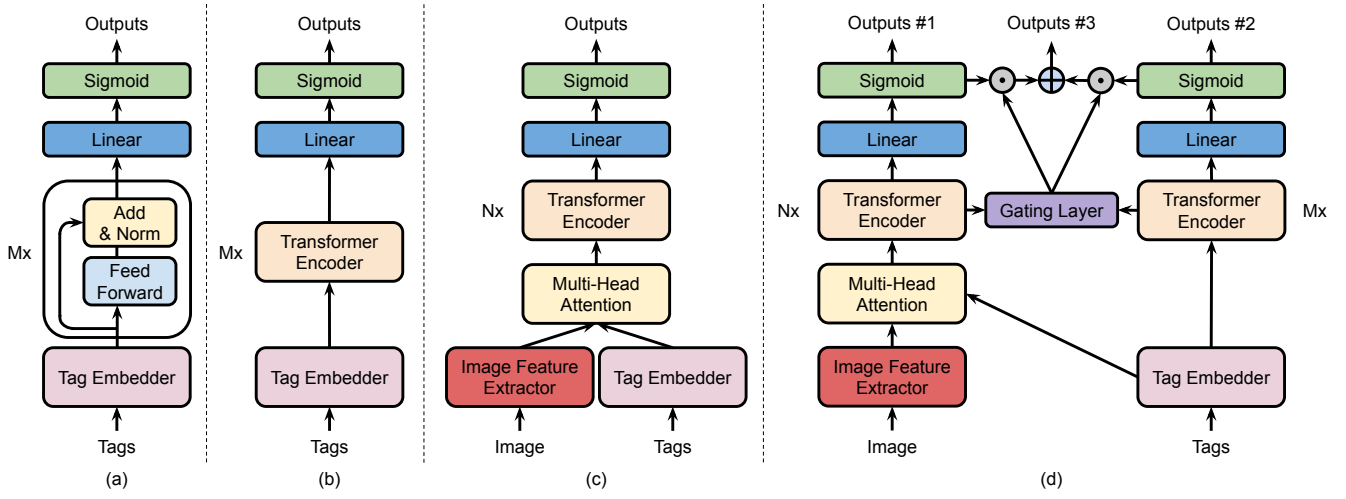 Outputs
Sigmoid
Linear
Add
& Norm
Feed
Forward
Mx
Tag Embedder
Tags
(a)
Outputs
Sigmoid
Linear
Transformer
Encoder
Mx
Tag Embedder
Tags
(b)
Outputs
Sigmoid
Linear
Transformer
Encoder
Nx
Multi-Head
Attention
Image Feature
Extractor
Tag Embedder
Image
Tags
(c)
Outputs #1
Outputs #3
Outputs #2
Sigmoid
Sigmoid
Linear
Linear
Nx
Transformer
Encoder
Gating Layer
Transformer
Encoder
Mx
Multi-Head
Attention
Image Feature
Extractor
Tag Embedder
Image
Tags
(d)